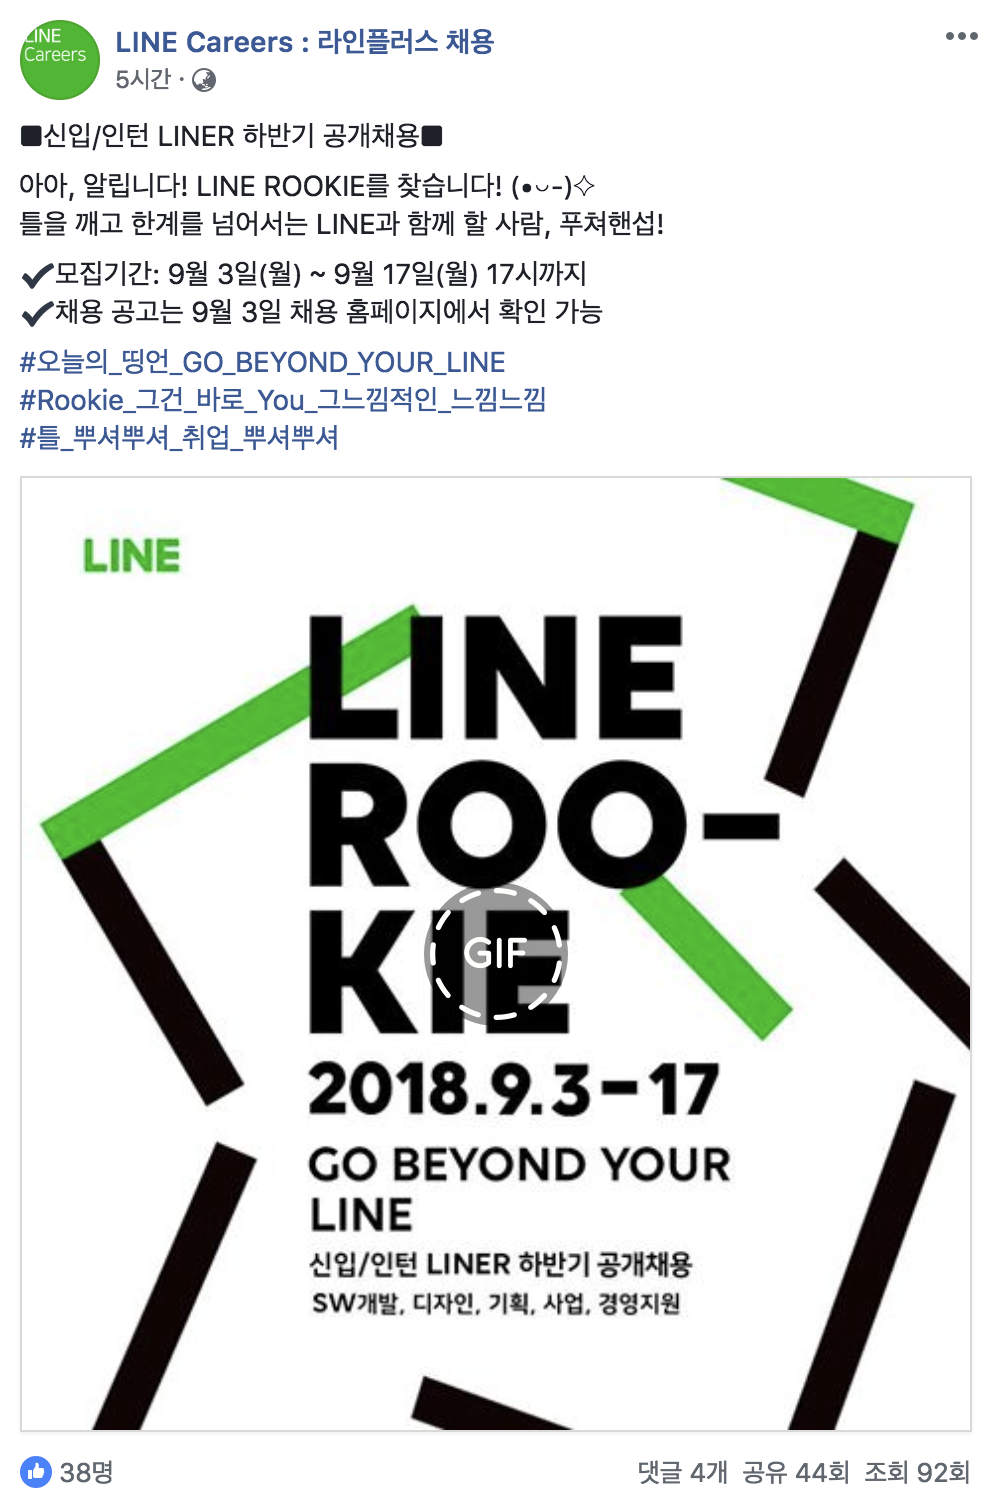 LINE
Careers
LINE Careers : 라인플러스 채용
5시간 ·
■신입/인턴 LINER 하반기 공개채용■
아아, 알립니다! LINE ROOKIE를 찾습니다! (•ᴗ-)✧
틀을 깨고 한계를 넘어서는 LINE과 함께 할 사람, 푸쳐핸섭!
✔모집기간: 9월 3일(월) ~ 9월 17일(월) 17시까지
✔채용 공고는 9월 3일 채용 홈페이지에서 확인 가능
#오늘의_띵언_GO_BEYOND_YOUR_LINE
#Rookie_그건_바로_You_그느낌적인_느낌느낌
#틀_뿌셔뿌셔_취업_뿌셔뿌셔
LINE
LINE
ROO-
KIE
GIF
2018.9.3-17
GO BEYOND YOUR
LINE
신입/인턴 LINER 하반기 공개채용
SW개발, 디자인, 기획, 사업, 경영지원
38명
댓글 4개 공유 44회 조회 92회